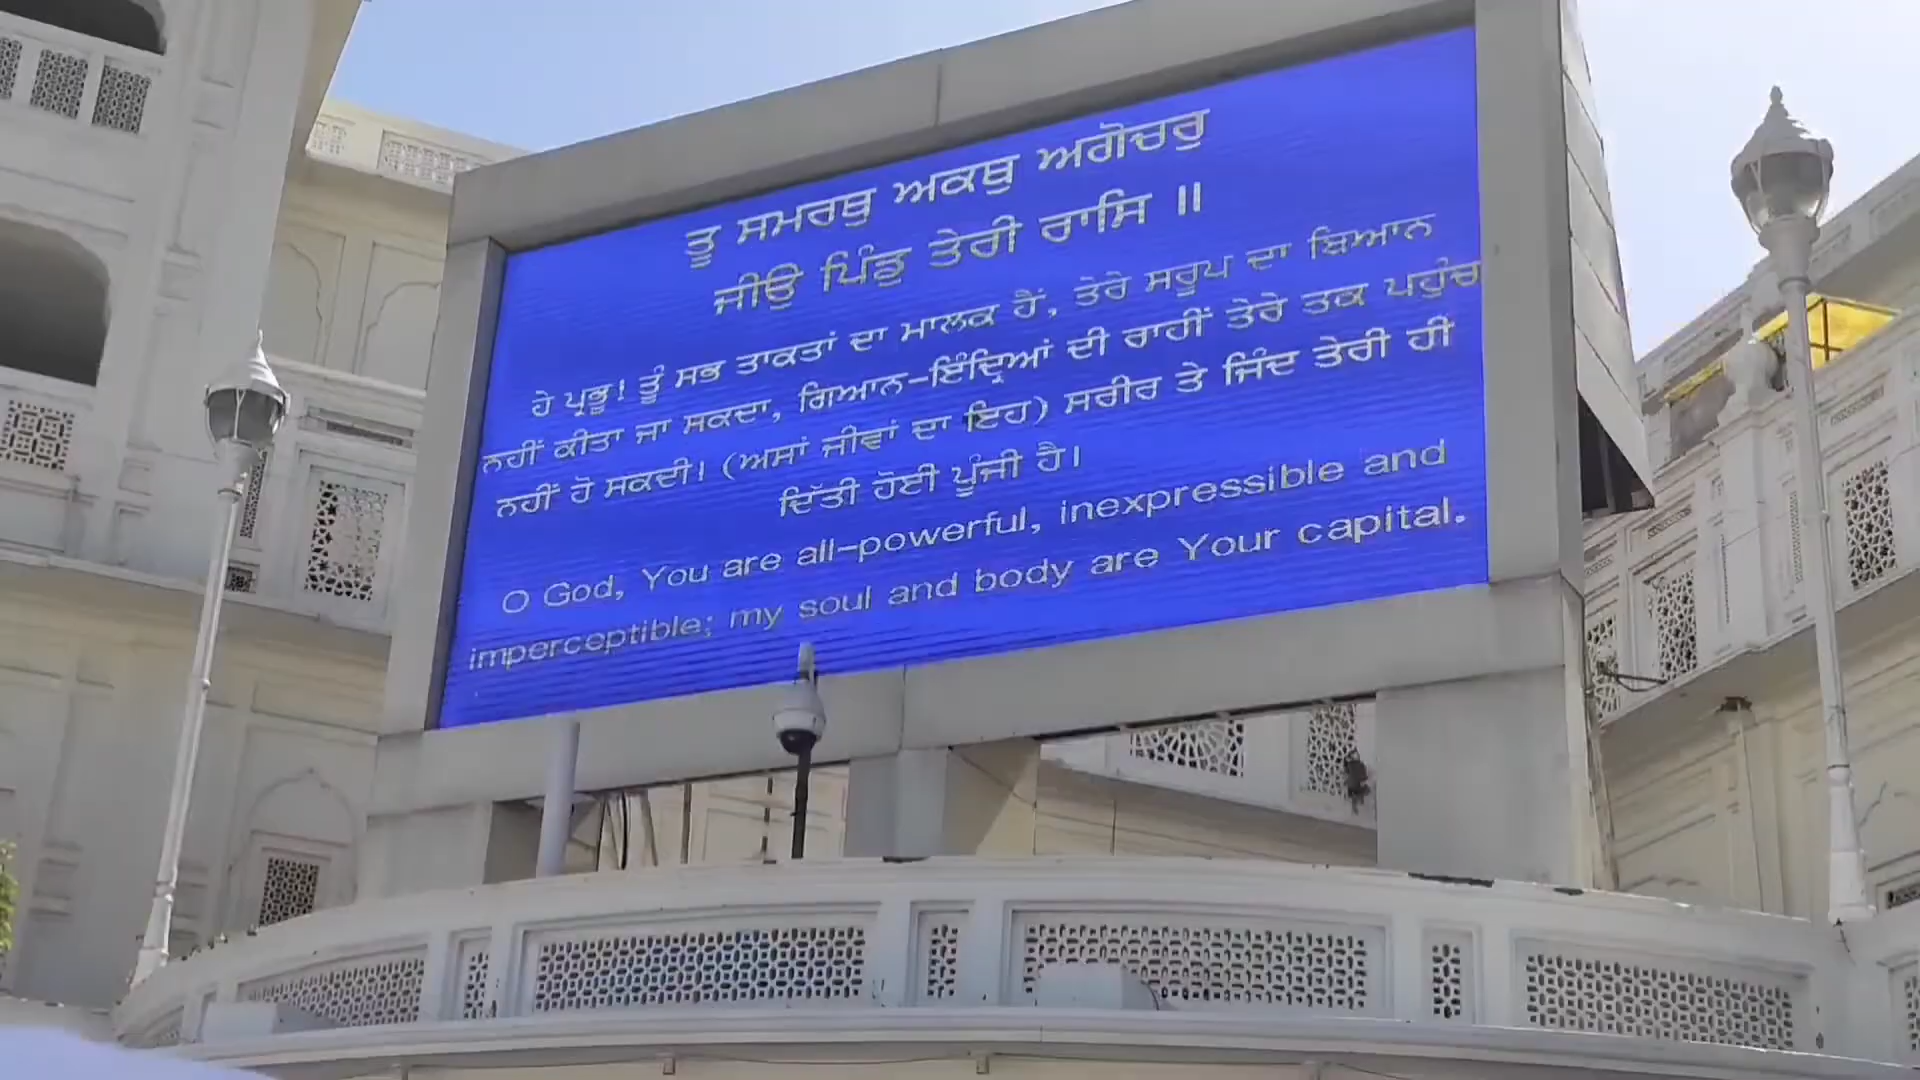 ਤੂ ਸਮਰਥੁ ਅਕਥੁ ਅਗੋਚਰੁ
ਜੀਉ ਪਿੰਡੁ ਤੇਰੀ ਰਾਸਿ ॥
ਹੇ ਪ੍ਰਭੂ! ਤੂੰ ਸਭ ਤਾਕਤਾਂ ਦਾ ਮਾਲਕ ਹੈਂ, ਤੇਰੇ ਸਰੂਪ ਦਾ ਬਿਆਨ
ਨਹੀਂ ਕੀਤਾ ਜਾ ਸਕਦਾ, ਗਿਆਨ-ਇੰਦ੍ਰਿਆਂ ਦੀ ਰਾਹੀਂ ਤੇਰੇ ਤਕ ਪਹੁੰਚ
ਨਹੀਂ ਹੋ ਸਕਦੀ। (ਅਸਾਂ ਜੀਵਾਂ ਦਾ ਇਹ) ਸਰੀਰ ਤੇ ਜਿੰਦ ਤੇਰੀ ਹੀ
ਦਿੱਤੀ ਹੋਈ ਪੂੰਜੀ ਹੈ।
O God, You are all-powerful, inexpressible and
imperceptible; my soul and body are Your capital.